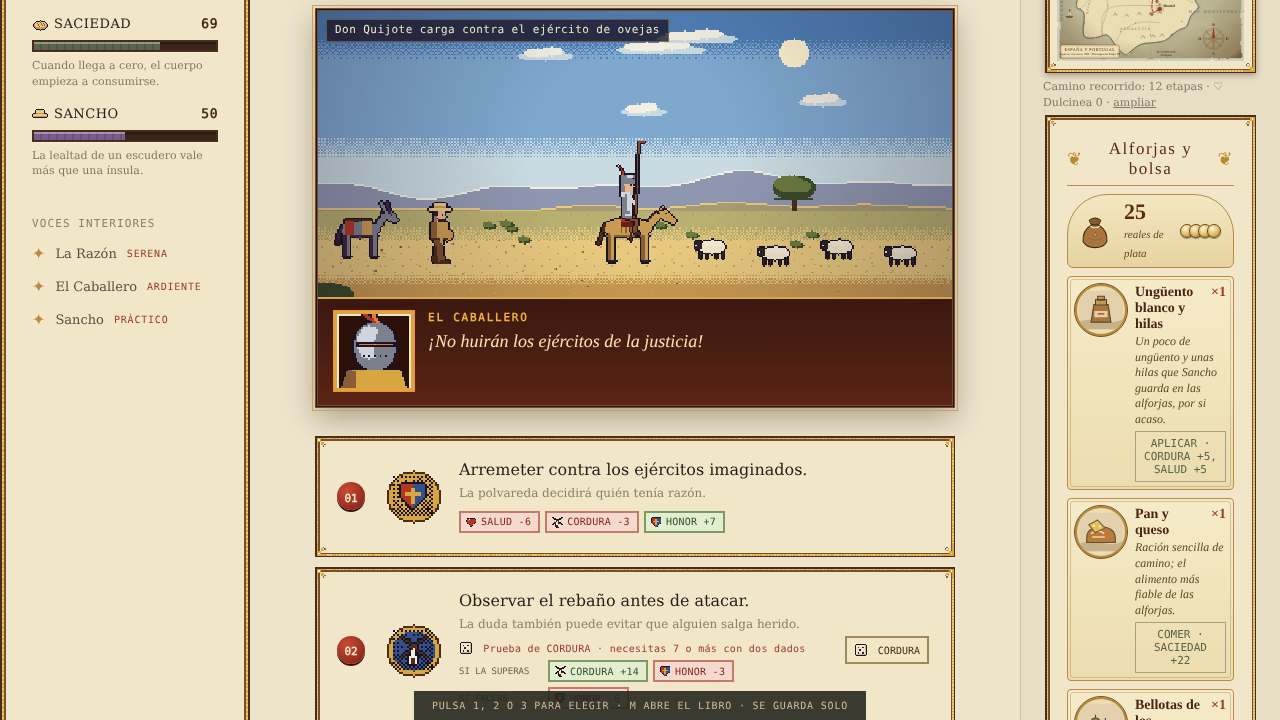 SACIEDAD 69
Cuando llega a cero, el cuerpo
empieza a consumirse.
SANCHO 50
La lealtad de un escudero vale
más que una ínsula.
VOCES INTERIORES
La Razón SERENA
El Caballero ARDIENTE
Sancho PRÁCTICO
Don Quijote carga contra el ejército de ovejas
EL CABALLERO
¡No huirán los ejércitos de la justicia!
01
Arremeter contra los ejércitos imaginados.
La polvareda decidirá quién tenía razón.
SALUD -6 CORDURA -3 HONOR +7
02
Observar el rebaño antes de atacar.
La duda también puede evitar que alguien salga herido.
Prueba de CORDURA · necesitas 7 o más con dos dados
CORDURA
SI LA SUPERAS CORDURA +14 HONOR -3
PULSA 1, 2 O 3 PARA ELEGIR · M ABRE EL LIBRO · SE GUARDA SOLO
ESPAÑA Y PORTUGAL
Camino recorrido: 12 etapas · ♡
Dulcinea 0 · ampliar
Alforjas y
bolsa
25
reales de
plata
Ungüento ×1
blanco y
hilas
Un poco de
ungüento y unas
hilas que Sancho
guarda en las
alforjas, por si
acaso.
APLICAR ·
CORDURA +5,
SALUD +5
Pan y ×1
queso
Ración sencilla de
camino; el
alimento más
fiable de las
alforjas.
COMER ·
SACIEDAD
+22
Bellotas de ×1
los